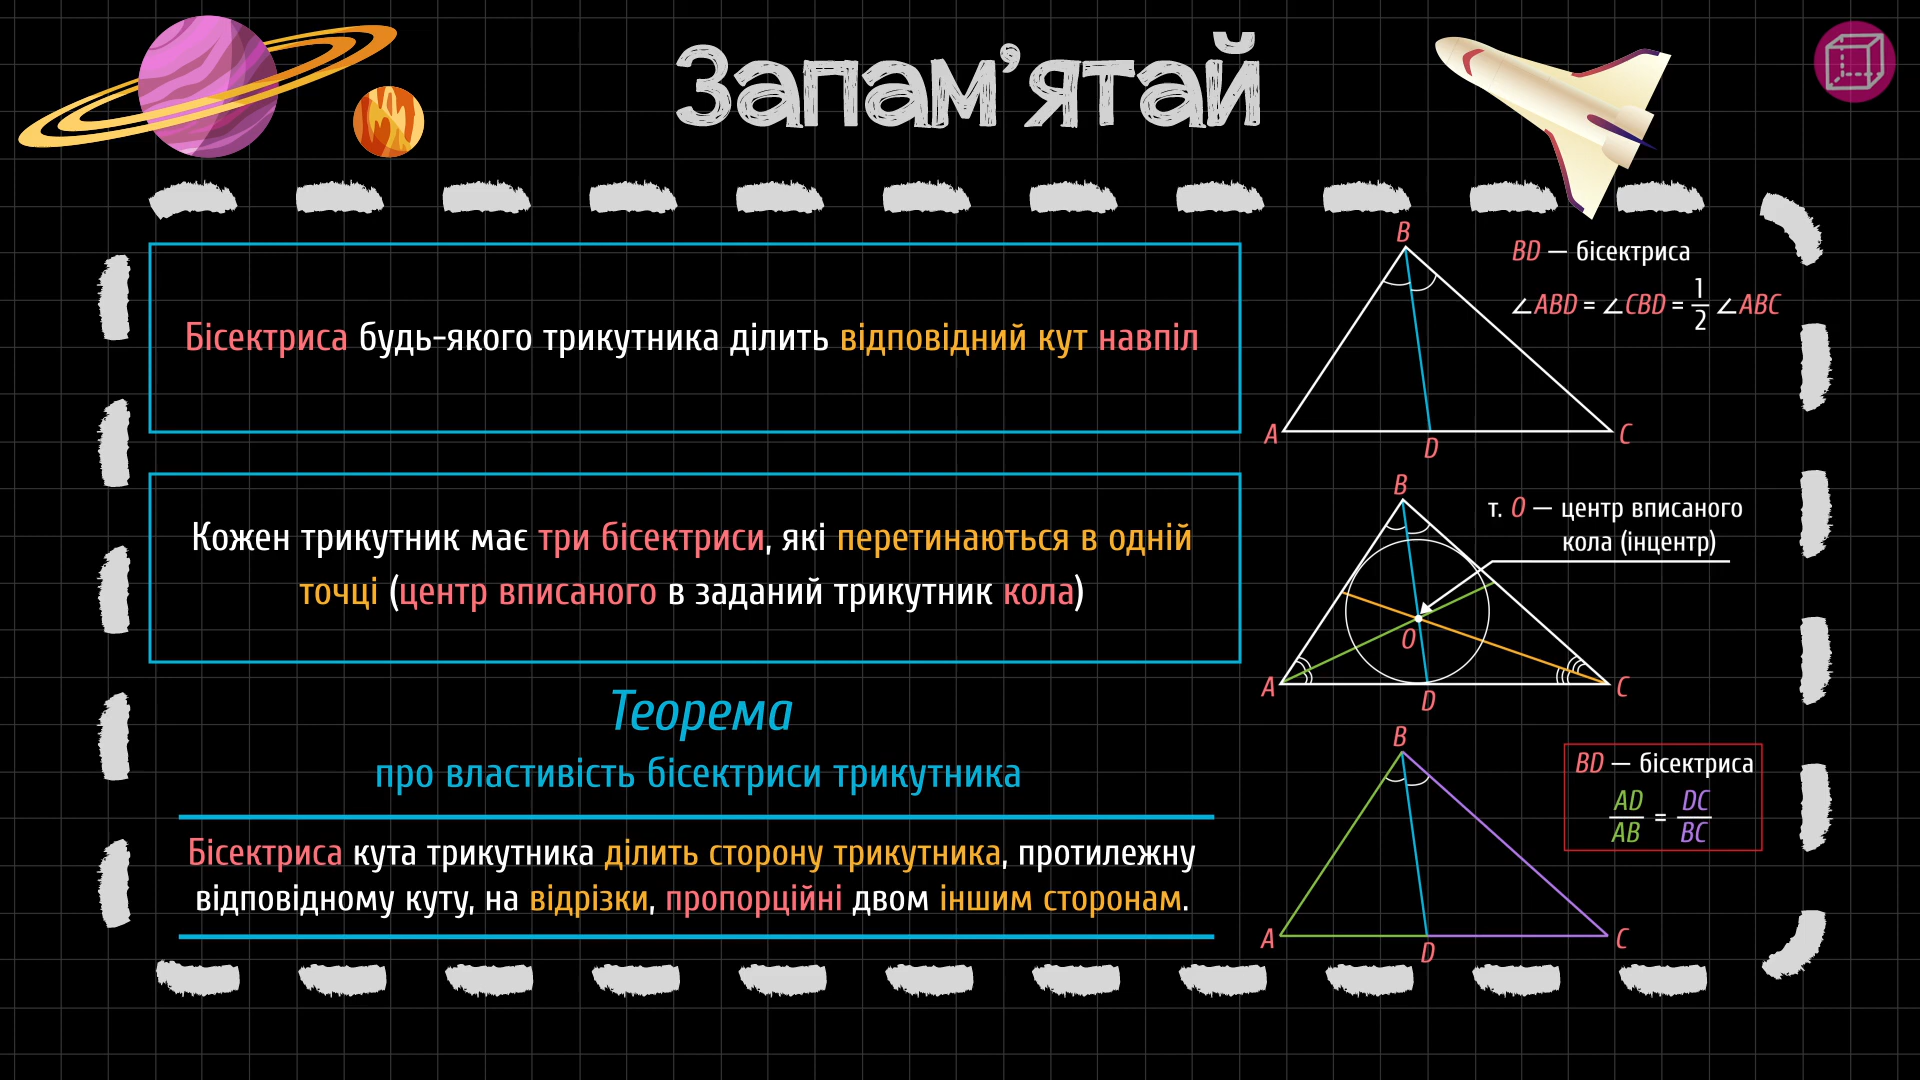 Запам’ятай
Бісектриса будь-якого трикутника ділить відповідний кут навпіл
B
A
D
C
BD — бісектриса
∠ABD = ∠CBD = 1/2 ∠ABC
Кожен трикутник має три бісектриси, які перетинаються в одній
точці (центр вписаного в заданий трикутник кола)
B
A
O
D
C
т. O — центр вписаного
кола (інцентр)
Теорема
про властивість бісектриси трикутника
Бісектриса кута трикутника ділить сторону трикутника, протилежну
відповідному куту, на відрізки, пропорційні двом іншим сторонам.
B
A
D
C
BD — бісектриса
AD/AB = DC/BC